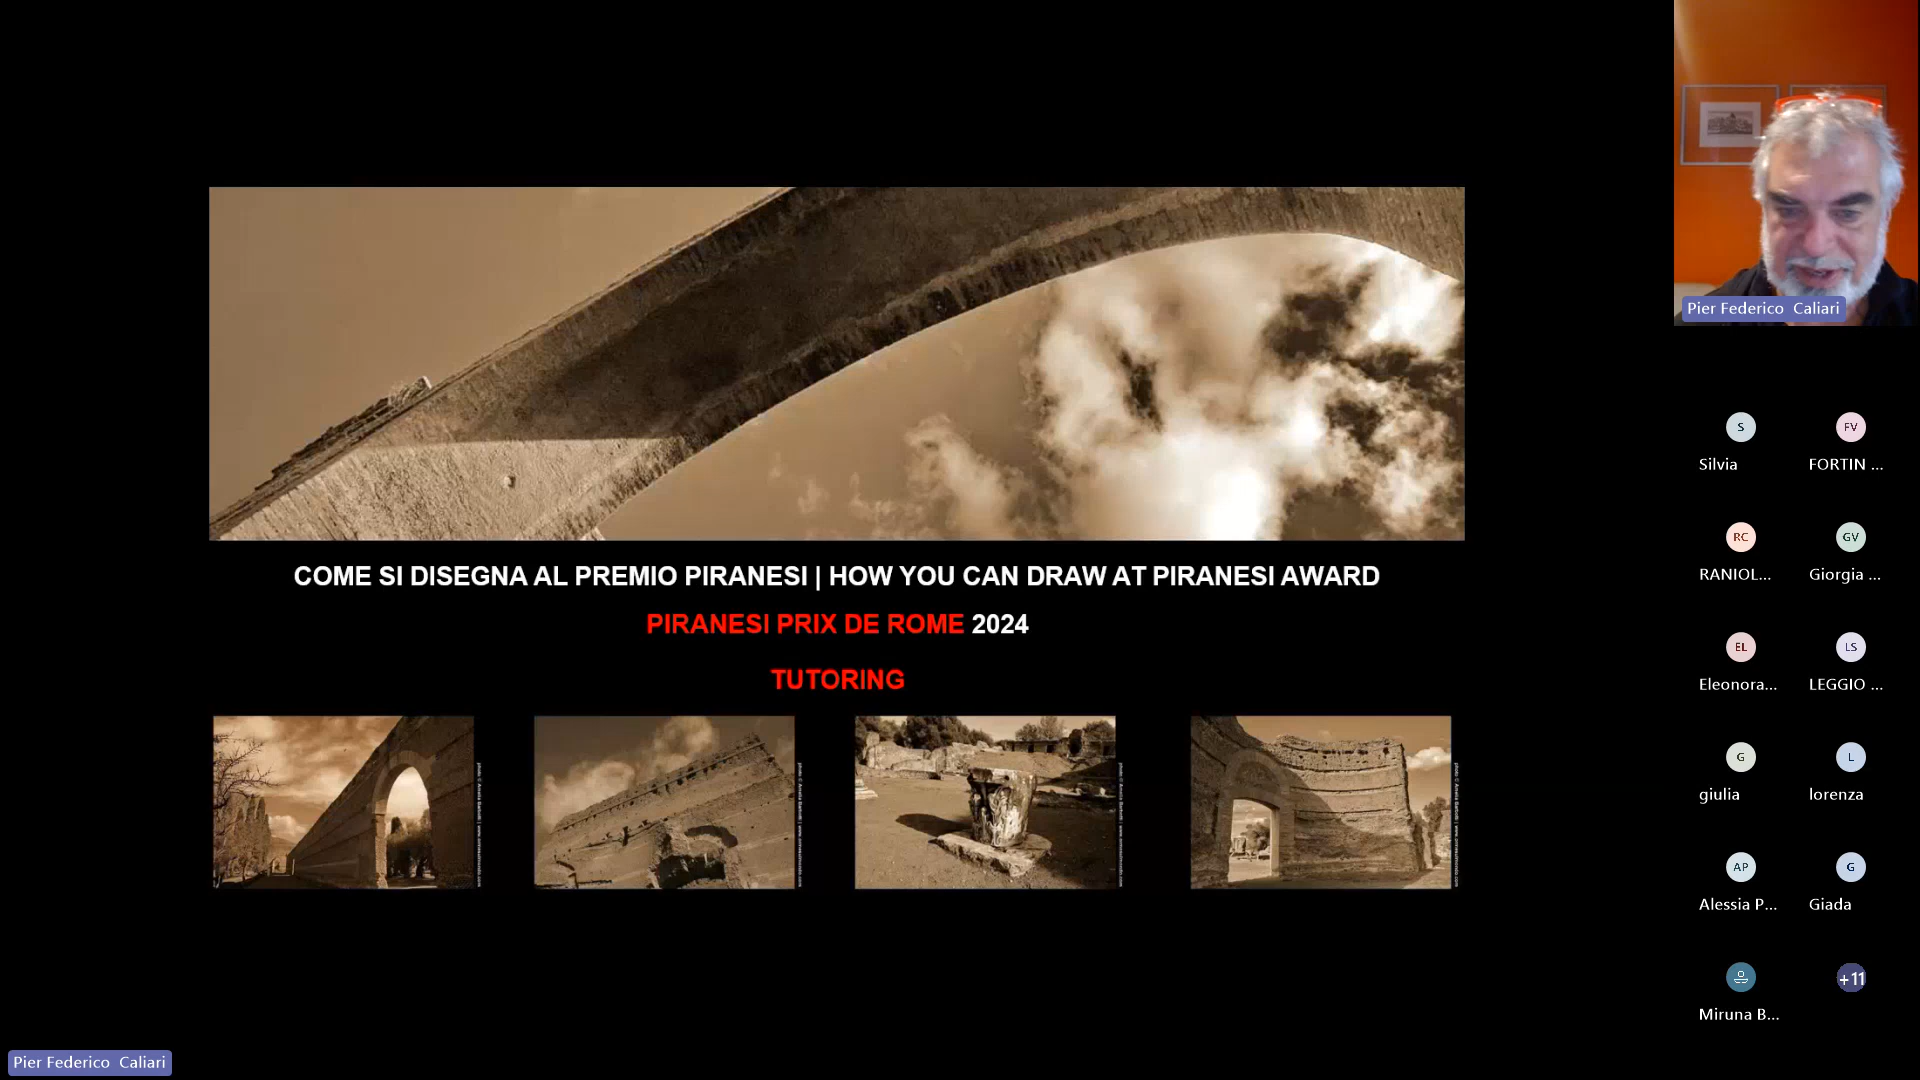 COME SI DISEGNA AL PREMIO PIRANESI | HOW YOU CAN DRAW AT PIRANESI AWARD
PIRANESI PRIX DE ROME 2024
TUTORING
Pier Federico Caliari
S
FV
Silvia
FORTIN ...
RC
GV
RANIOL...
Giorgia ...
EL
LS
Eleonora...
LEGGIO ...
G
L
giulia
lorenza
AP
G
Alessia P...
Giada
+11
Miruna B...
Pier Federico Caliari